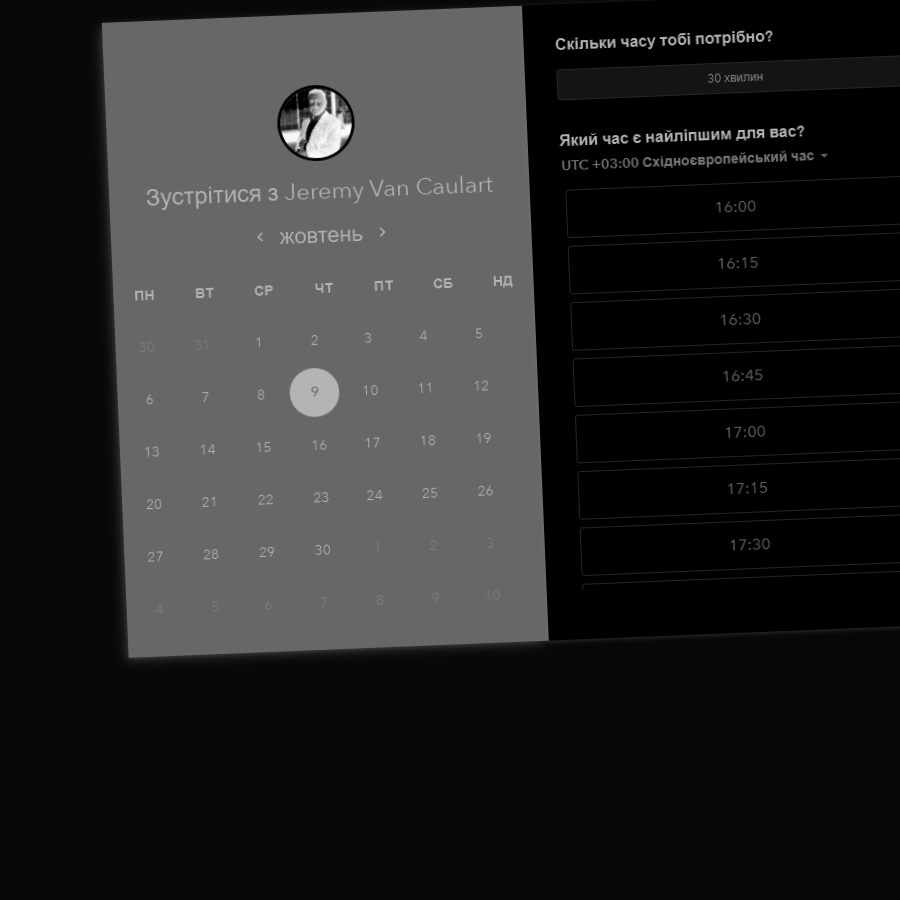 Зустрітися з Jeremy Van Caulart
жовтень
ПН ВТ СР ЧТ ПТ СБ НД
30 31 1 2 3 4 5
6 7 8 9 10 11 12
13 14 15 16 17 18 19
20 21 22 23 24 25 26
27 28 29 30 1 2 3
4 5 6 7 8 9 10
Скільки часу тобі потрібно?
30 хвилин
Який час є найліпшим для вас?
UTC +03:00 Східноєвропейський час
16:00
16:15
16:30
16:45
17:00
17:15
17:30